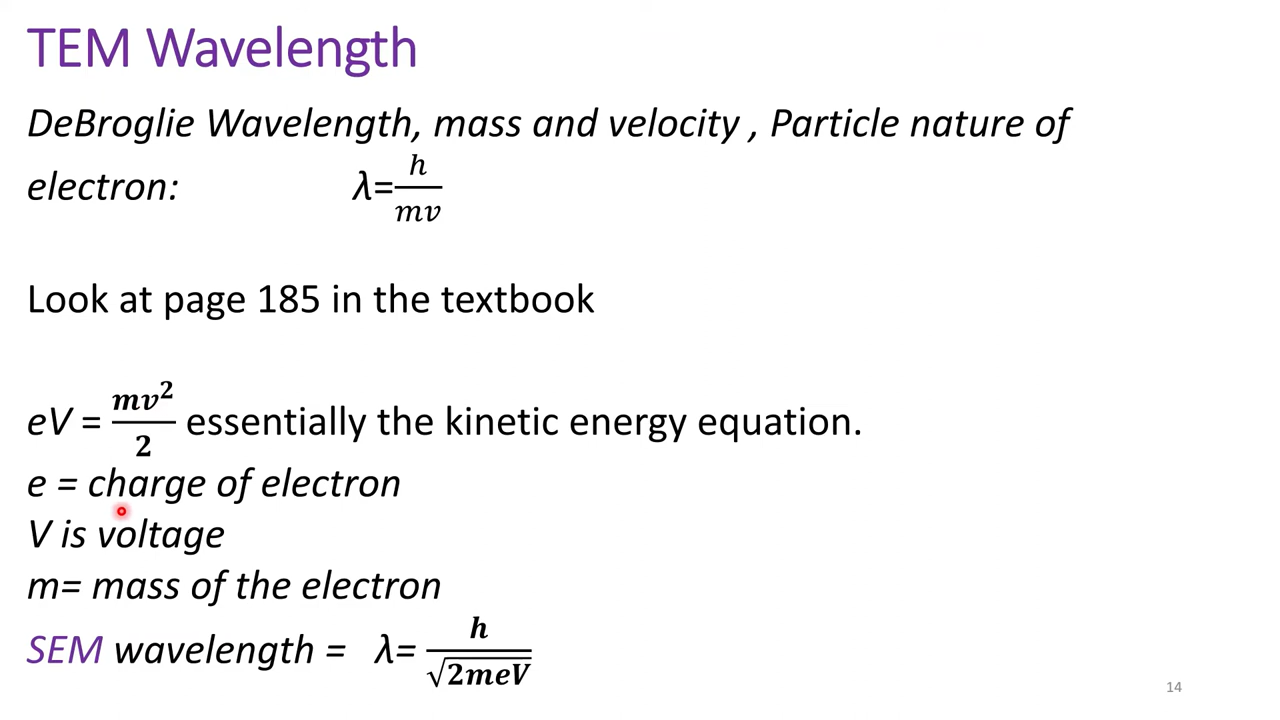 TEM Wavelength
DeBroglie Wavelength, mass and velocity , Particle nature of
electron: λ=h/mv
Look at page 185 in the textbook
eV = mv²/2 essentially the kinetic energy equation.
e = charge of electron
V is voltage
m= mass of the electron
SEM wavelength = λ= h/√2meV
14